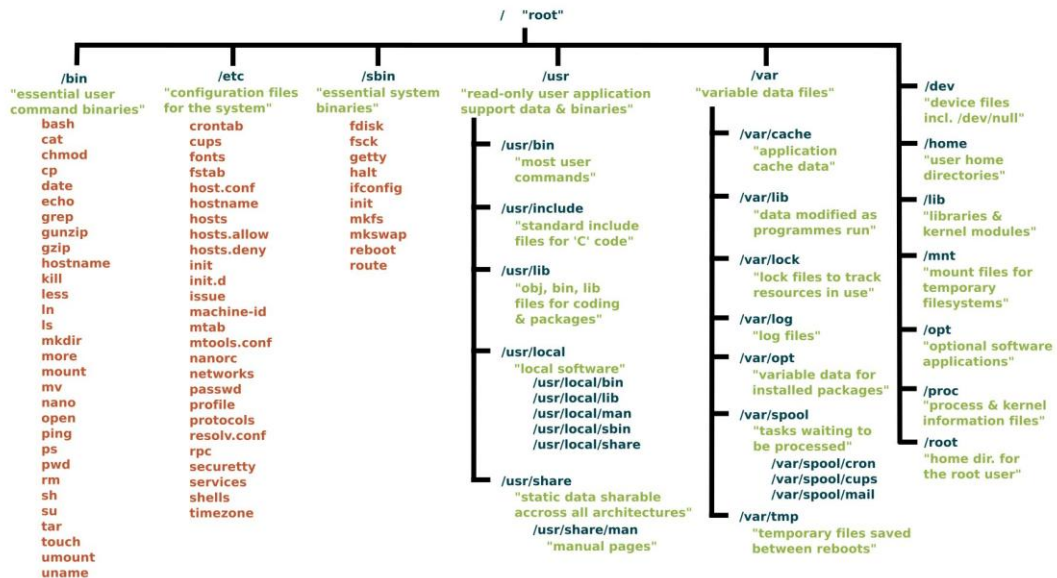 / "root"
/bin
"essential user
command binaries"
bash
cat
chmod
cp
date
echo
grep
gunzip
gzip
hostname
kill
less
ln
ls
mkdir
more
mount
mv
nano
open
ping
ps
pwd
rm
sh
su
tar
touch
umount
uname
/etc
"configuration files
for the system"
crontab
cups
fonts
fstab
host.conf
hostname
hosts
hosts.allow
hosts.deny
init
init.d
issue
machine-id
mtab
mtools.conf
nanorc
networks
passwd
profile
protocols
resolv.conf
rpc
securetty
services
shells
timezone
/sbin
"essential system
binaries"
fdisk
fsck
getty
halt
ifconfig
init
mkfs
mkswap
reboot
route
/usr
"read-only user application
support data & binaries"
/usr/bin
"most user
commands"
/usr/include
"standard include
files for 'C' code"
/usr/lib
"obj, bin, lib
files for coding
& packages"
/usr/local
"local software"
/usr/local/bin
/usr/local/lib
/usr/local/man
/usr/local/sbin
/usr/local/share
/usr/share
"static data sharable
accross all architectures"
/usr/share/man
"manual pages"
/var
"variable data files"
/var/cache
"application
cache data"
/var/lib
"data modified as
programmes run"
/var/lock
"lock files to track
resources in use"
/var/log
"log files"
/var/opt
"variable data for
installed packages"
/var/spool
"tasks waiting to
be processed"
/var/spool/cron
/var/spool/cups
/var/spool/mail
/var/tmp
"temporary files saved
between reboots"
/dev
"device files
incl. /dev/null"
/home
"user home
directories"
/lib
"libraries &
kernel modules"
/mnt
"mount files for
temporary
filesystems"
/opt
"optional software
applications"
/proc
"process & kernel
information files"
/root
"home dir. for
the root user"